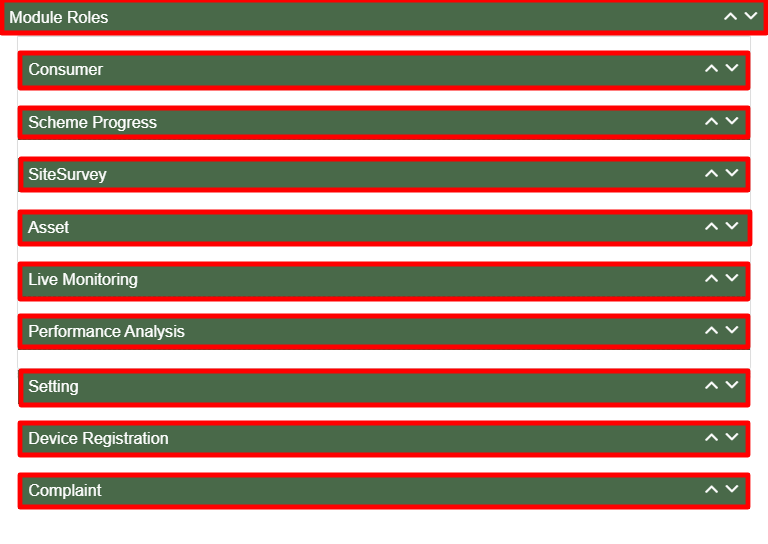 Module Roles
Consumer
Scheme Progress
SiteSurvey
Asset
Live Monitoring
Performance Analysis
Setting
Device Registration
Complaint